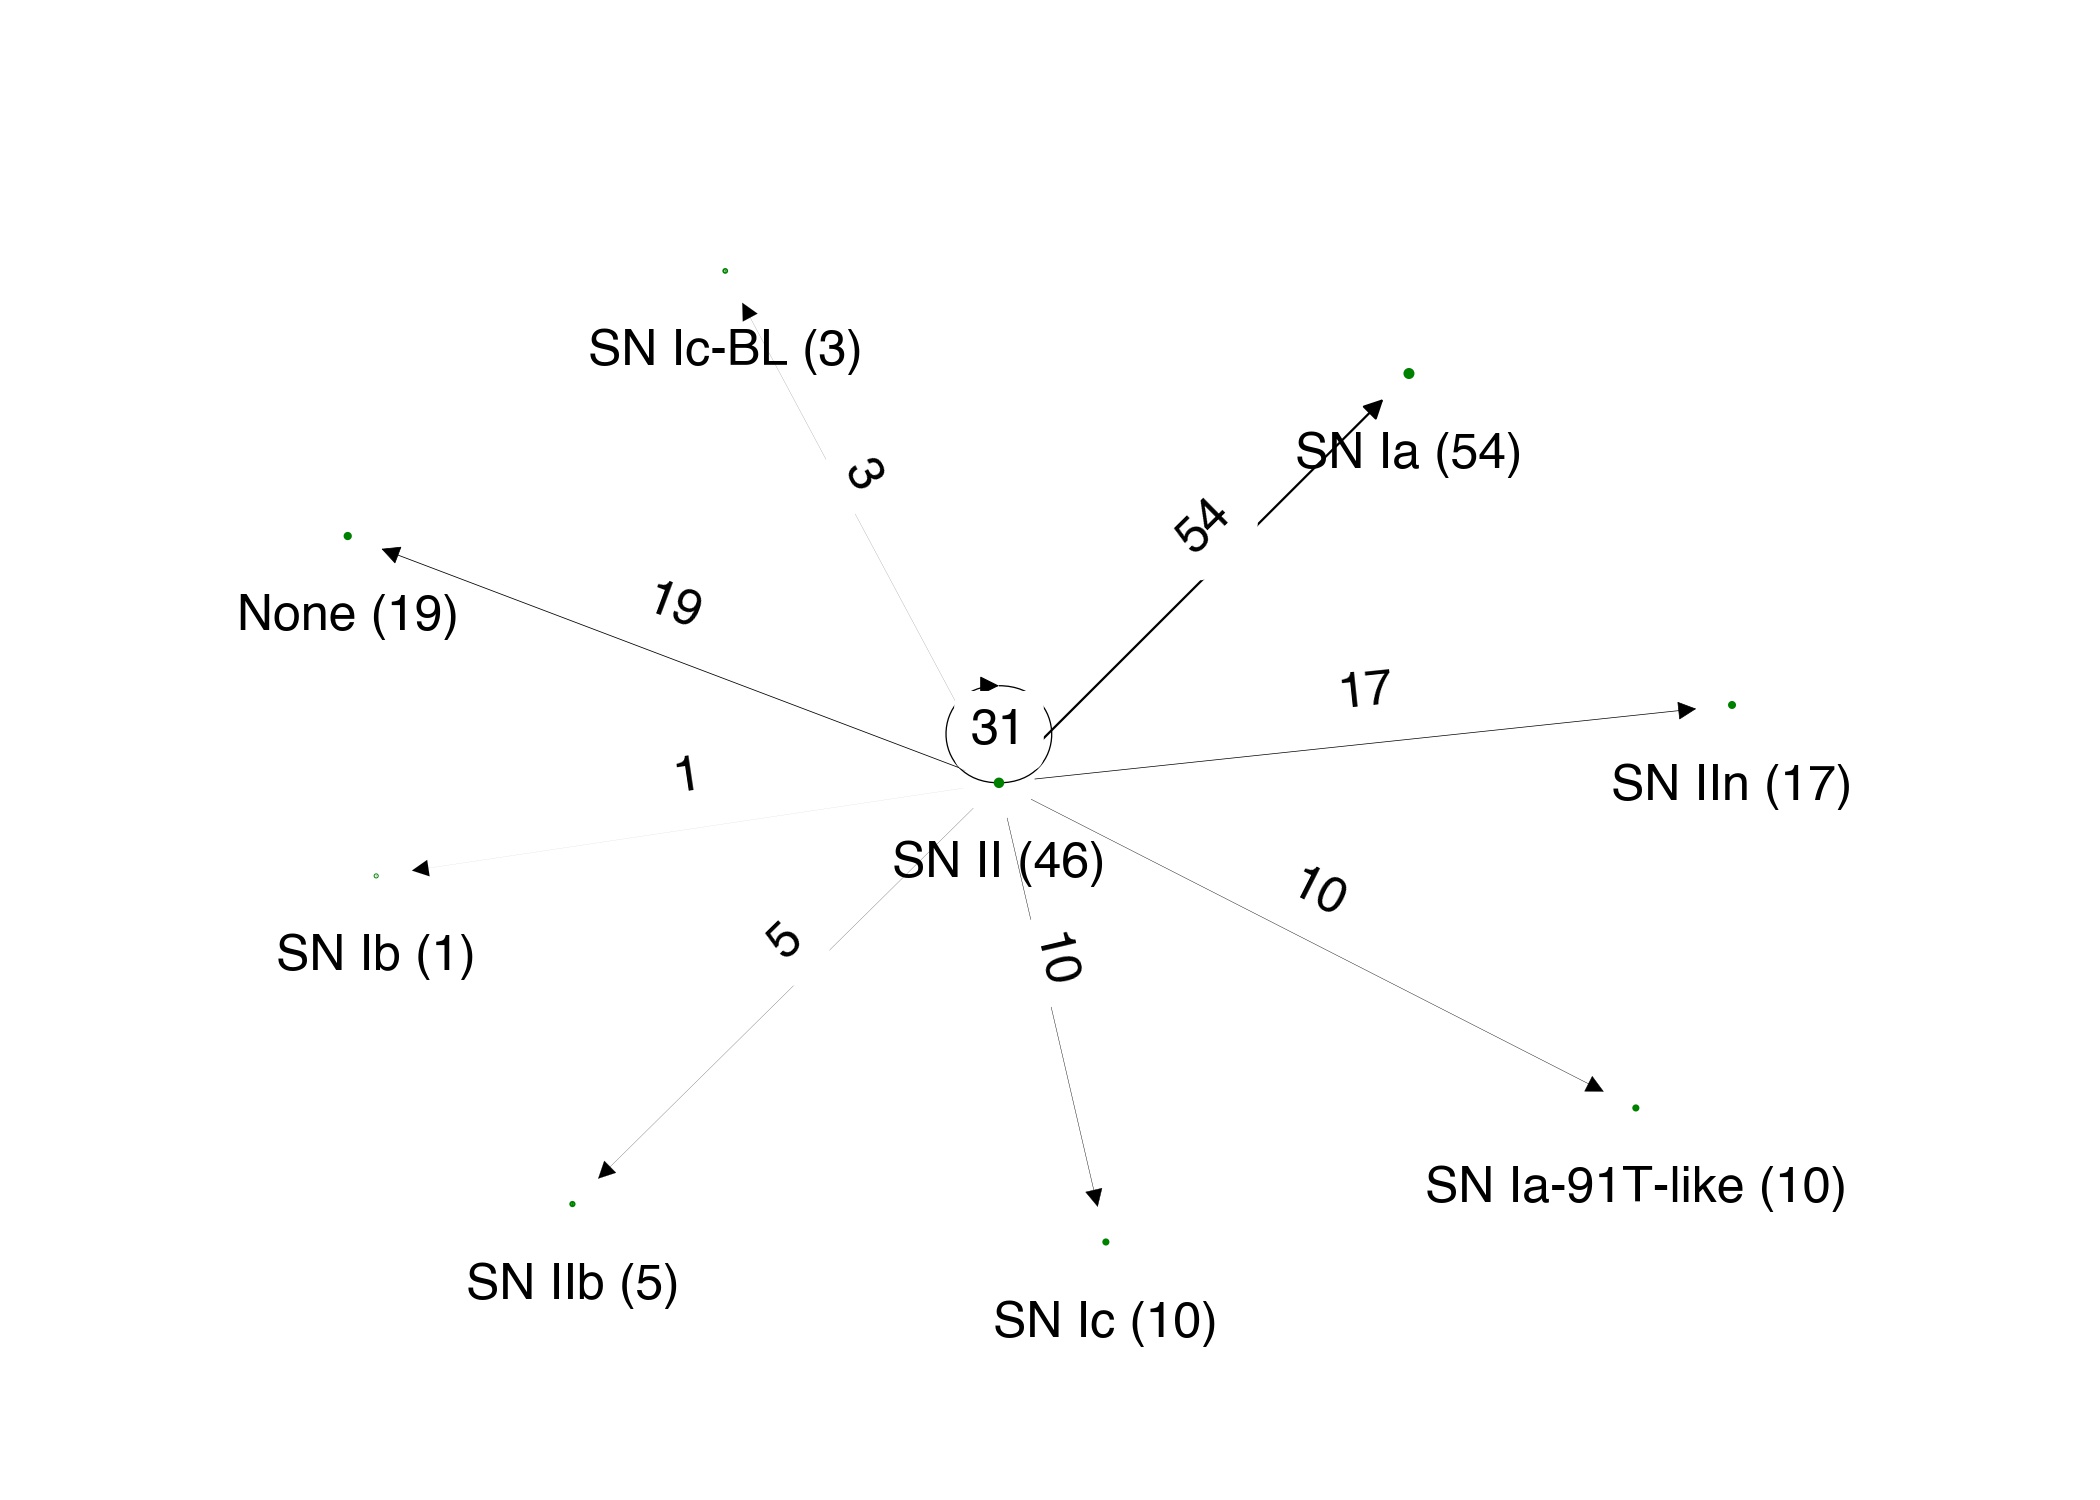 SN Ic-BL (3)
SN Ia (54)
3
54
None (19)
19
17
31
SN IIn (17)
1
SN II (46)
10
SN Ib (1)
5
10
SN Ia-91T-like (10)
SN IIb (5)
SN Ic (10)